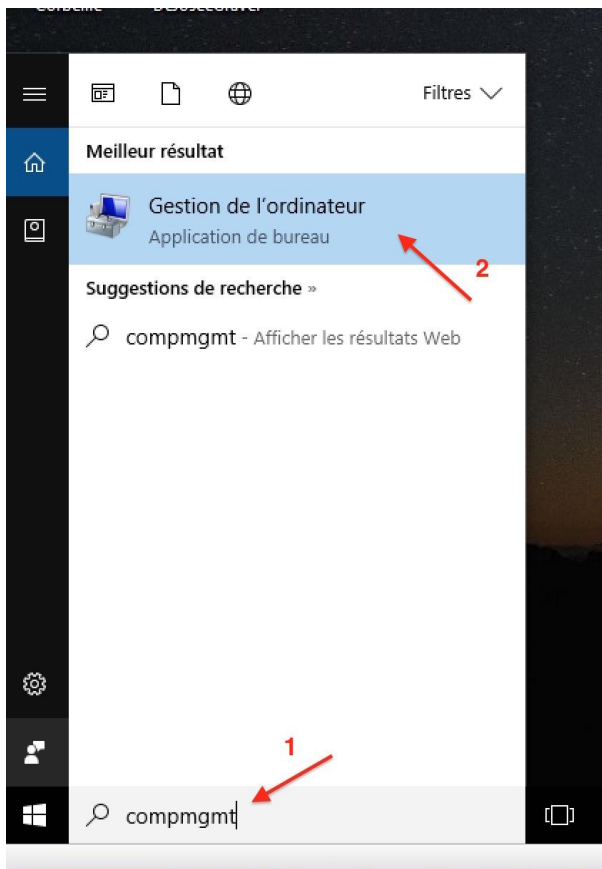 Filtres
Meilleur résultat
Gestion de l'ordinateur
Application de bureau
2
Suggestions de recherche »
compmgmt - Afficher les résultats Web
1
compmgmt